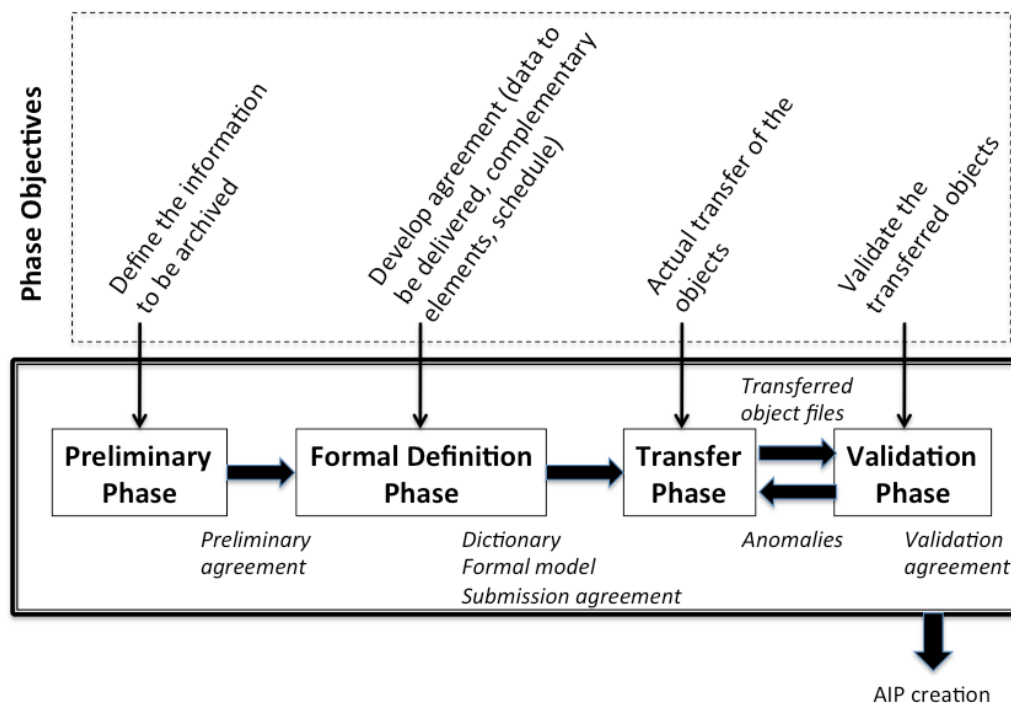 Phase Objectives
Define the information
to be archived
Develop agreement (data to
be delivered, complementary
elements, schedule)
Actual transfer of the
objects
Validate the
transferred objects
Transferred
object files
Preliminary
Phase
Formal Definition
Phase
Transfer
Phase
Validation
Phase
Preliminary
agreement
Dictionary
Formal model
Submission agreement
Anomalies
Validation
agreement
AIP creation